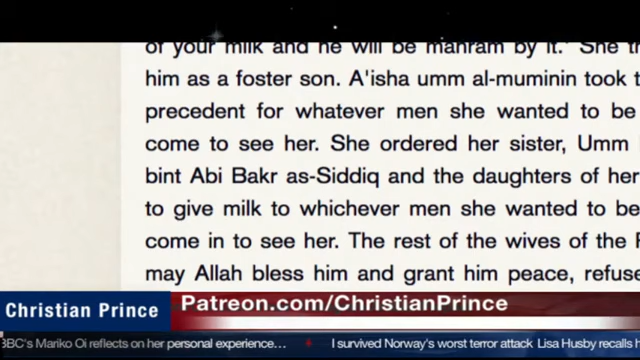 of your milk and he will be mahram by it." She
him as a foster son. A'isha umm al-muminin took
precedent for whatever men she wanted to be
come to see her. She ordered her sister, Umm
bint Abi Bakr as-Siddiq and the daughters of her
to give milk to whichever men she wanted to be
come in to see her. The rest of the wives of the
may Allah bless him and grant him peace,
Christian Prince
Patreon.com/ChristianPrince
BBC's Mariko Oi reflects on her personal experience... I survived Norway's worst terror attack Lisa Husby recalls